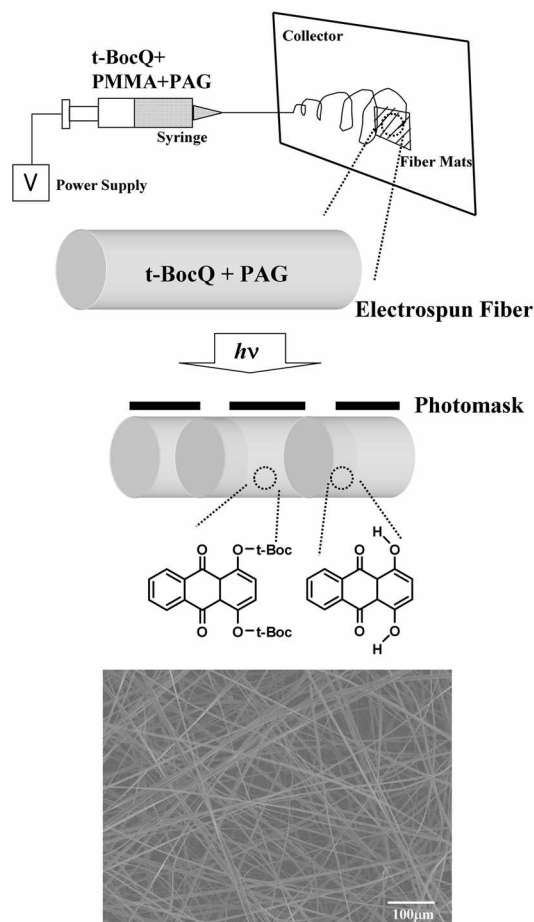 Collector
t-BocQ+
PMMA+PAG
Syringe
Fiber Mats
V
Power Supply
t-BocQ + PAG
Electrospun Fiber
hν
Photomask
O O t-Boc
O O t-Boc
H
O O
O O
H
100μm